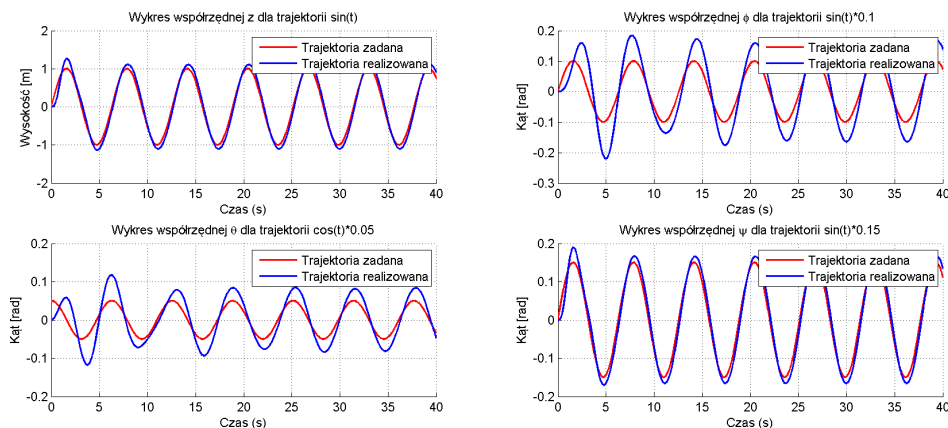 Wykres współrzędnej z dla trajektorii sin(t)
2
1
0
-1
-2
Wysokość [m]
0 5 10 15 20 25 30 35 40
Czas (s)
Trajektoria zadana
Trajektoria realizowana
Wykres współrzędnej ϕ dla trajektorii sin(t)*0.1
0.2
0.1
0
-0.1
-0.2
-0.3
Kąt [rad]
0 5 10 15 20 25 30 35 40
Czas (s)
Trajektoria zadana
Trajektoria realizowana
Wykres współrzędnej θ dla trajektorii cos(t)*0.05
0.2
0.1
0
-0.1
-0.2
Kąt [rad]
0 5 10 15 20 25 30 35 40
Czas (s)
Trajektoria zadana
Trajektoria realizowana
Wykres współrzędnej ψ dla trajektorii sin(t)*0.15
0.2
0.1
0
-0.1
-0.2
Kąt [rad]
0 5 10 15 20 25 30 35 40
Czas (s)
Trajektoria zadana
Trajektoria realizowana